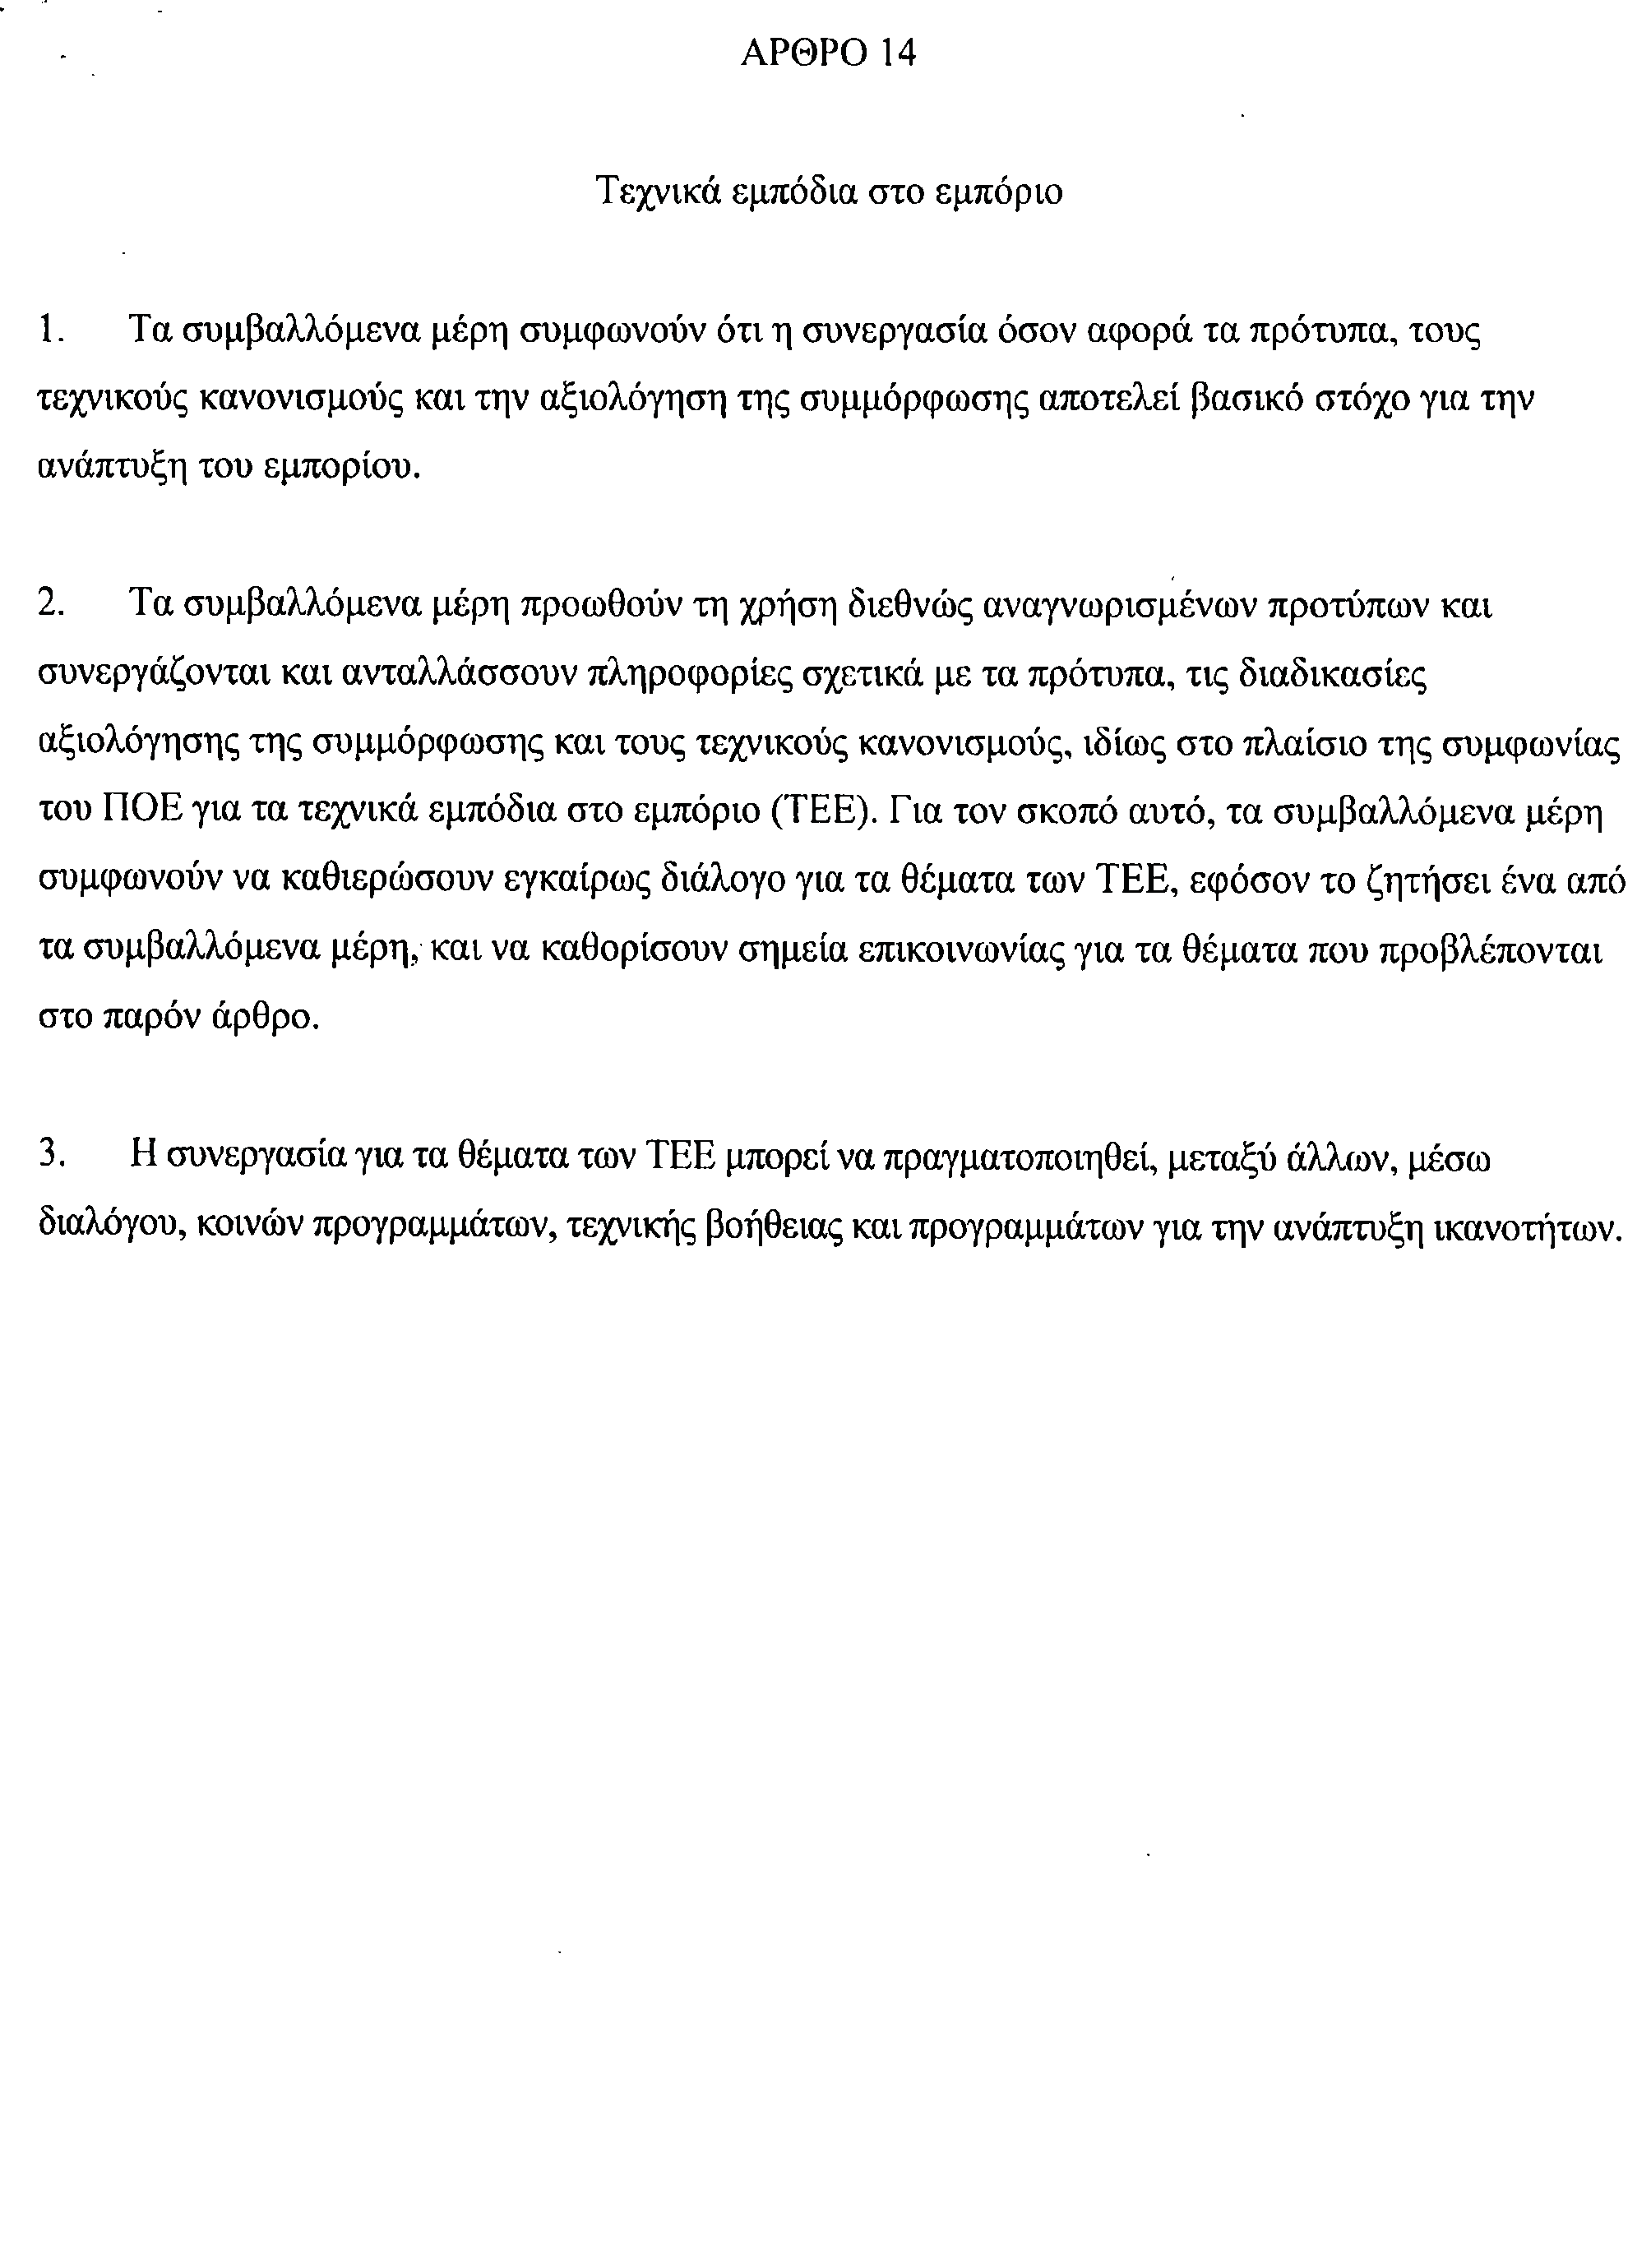 ΑΡΘΡΟ 14
Τεχνικά εμπόδια στο εμπόριο
1. Τα συμβαλλόμενα μέρη συμφωνούν ότι η συνεργασία όσον αφορά τα πρότυπα, τους
τεχνικούς κανονισμούς και την αξιολόγηση της συμμόρφωσης αποτελεί βασικό στόχο για την
ανάπτυξη του εμπορίου.
2. Τα συμβαλλόμενα μέρη προωθούν τη χρήση διεθνώς αναγνωρισμένων προτύπων και
συνεργάζονται και ανταλλάσσουν πληροφορίες σχετικά με τα πρότυπα, τις διαδικασίες
αξιολόγησης της συμμόρφωσης και τους τεχνικούς κανονισμούς, ιδίως στο πλαίσιο της συμφωνίας
του ΠΟΕ για τα τεχνικά εμπόδια στο εμπόριο (ΤΕΕ). Για τον σκοπό αυτό, τα συμβαλλόμενα μέρη
συμφωνούν να καθιερώσουν εγκαίρως διάλογο για τα θέματα των ΤΕΕ, εφόσον το ζητήσει ένα από
τα συμβαλλόμενα μέρη, και να καθορίσουν σημεία επικοινωνίας για τα θέματα που προβλέπονται
στο παρόν άρθρο.
3. Η συνεργασία για τα θέματα των ΤΕΕ μπορεί να πραγματοποιηθεί, μεταξύ άλλων, μέσω
διαλόγου, κοινών προγραμμάτων, τεχνικής βοήθειας και προγραμμάτων για την ανάπτυξη ικανοτήτων.